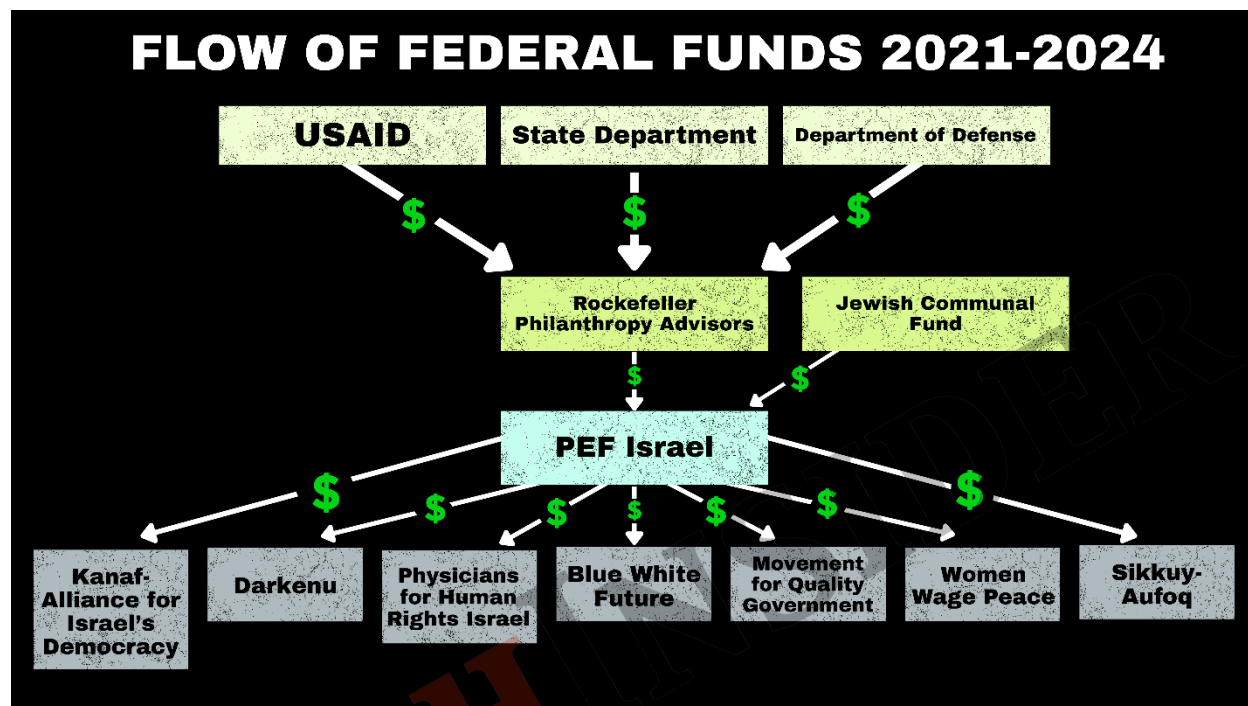 FLOW OF FEDERAL FUNDS 2021-2024
USAID
State Department
Department of Defense
$
$
$
Rockefeller
Philanthropy Advisors
Jewish Communal
Fund
$
$
PEF Israel
$
$
$
$
$
$
$
Kanaf-
Alliance for
Israel's
Democracy
Darkenu
Physicians
for Human
Rights Israel
Blue White
Future
Movement
for Quality
Government
Women
Wage Peace
Sikkuy-
Aufoq
INSIDER